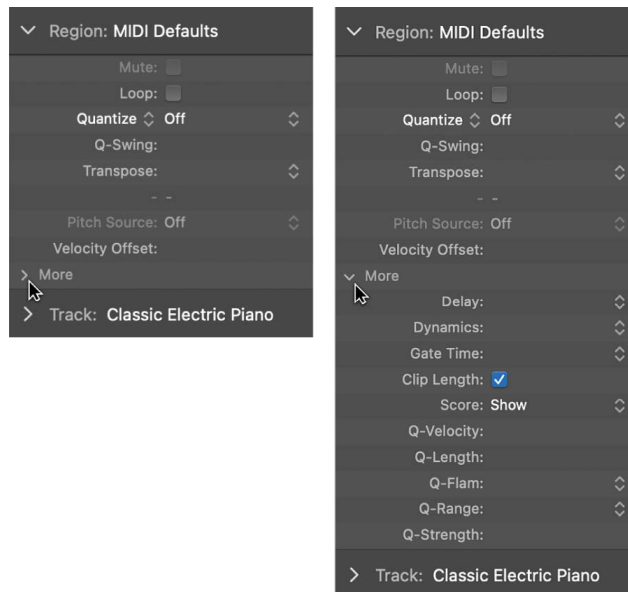 Region: MIDI Defaults
Mute:
Loop:
Quantize Off
Q-Swing:
Transpose:
- -
Pitch Source: Off
Velocity Offset:
More
Track: Classic Electric Piano
Region: MIDI Defaults
Mute:
Loop:
Quantize Off
Q-Swing:
Transpose:
- -
Pitch Source: Off
Velocity Offset:
More
Delay:
Dynamics:
Gate Time:
Clip Length:
Score: Show
Q-Velocity:
Q-Length:
Q-Flam:
Q-Range:
Q-Strength:
Track: Classic Electric Piano